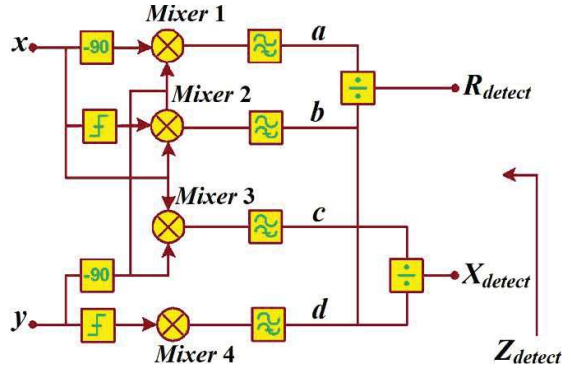 Mixer 1
x
-90
a
÷
R detect
Mixer 2
b
Mixer 3
c
-90
÷
X detect
y
d
Mixer 4
Z detect